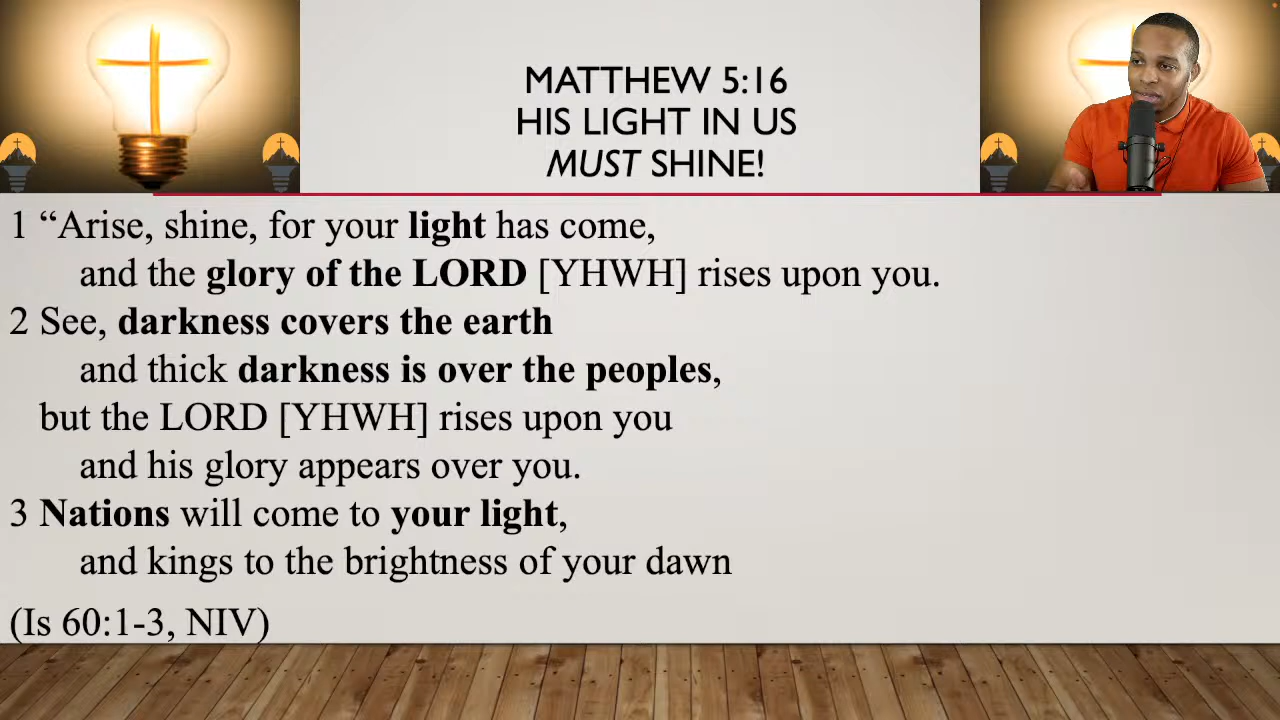 MATTHEW 5:16
HIS LIGHT IN US
MUST SHINE!
1 “Arise, shine, for your light has come,
and the glory of the LORD [YHWH] rises upon you.
2 See, darkness covers the earth
and thick darkness is over the peoples,
but the LORD [YHWH] rises upon you
and his glory appears over you.
3 Nations will come to your light,
and kings to the brightness of your dawn
(Is 60:1-3, NIV)